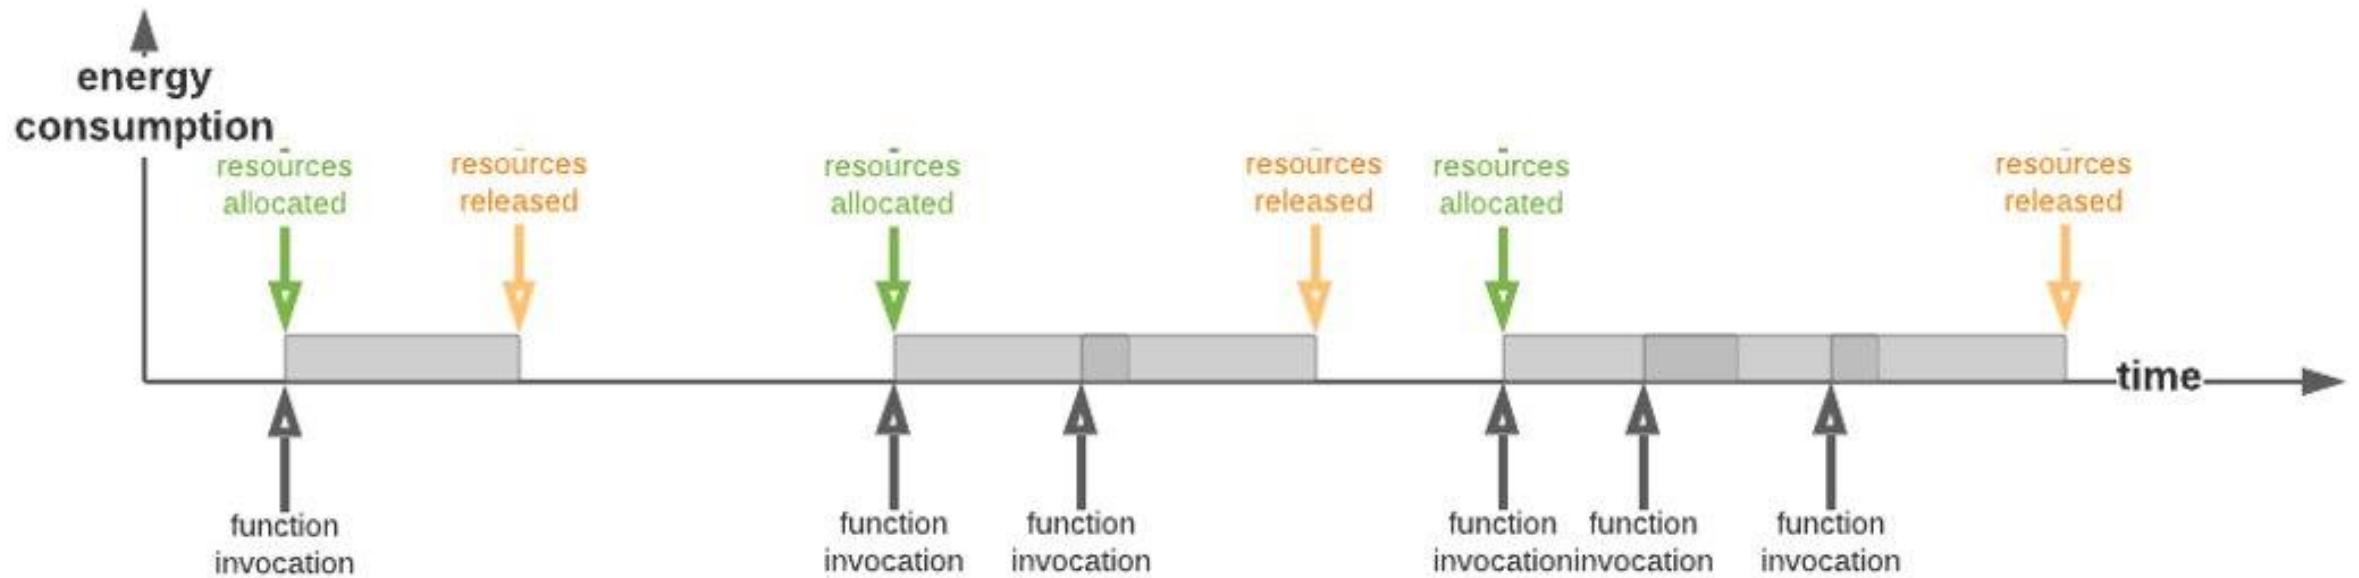 energy
consumption
resources
allocated
resources
released
resources
allocated
resources
released
resources
allocated
resources
released
time
function
invocation
function
invocation
function
invocation
function
invocation
function
invocation
function
invocation